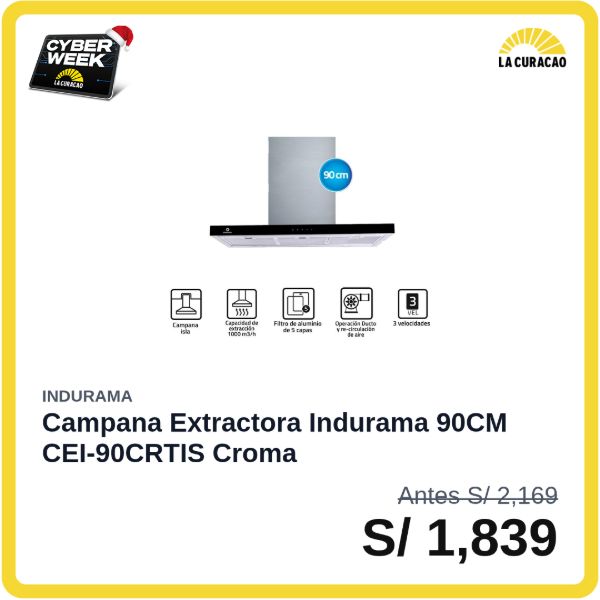 CYBER
WEEK
LA CURACAO
LA CURACAO
90 cm
Campana
isla
Capacidad de
extracción
1000 m3/h
Filtro de aluminio
de 5 capas
Operación Ducto
y re-circulación
de aire
3
VEL
3 velocidades
INDURAMA
Campana Extractora Indurama 90CM
CEI-90CRTIS Croma
Antes S/ 2,169
S/ 1,839